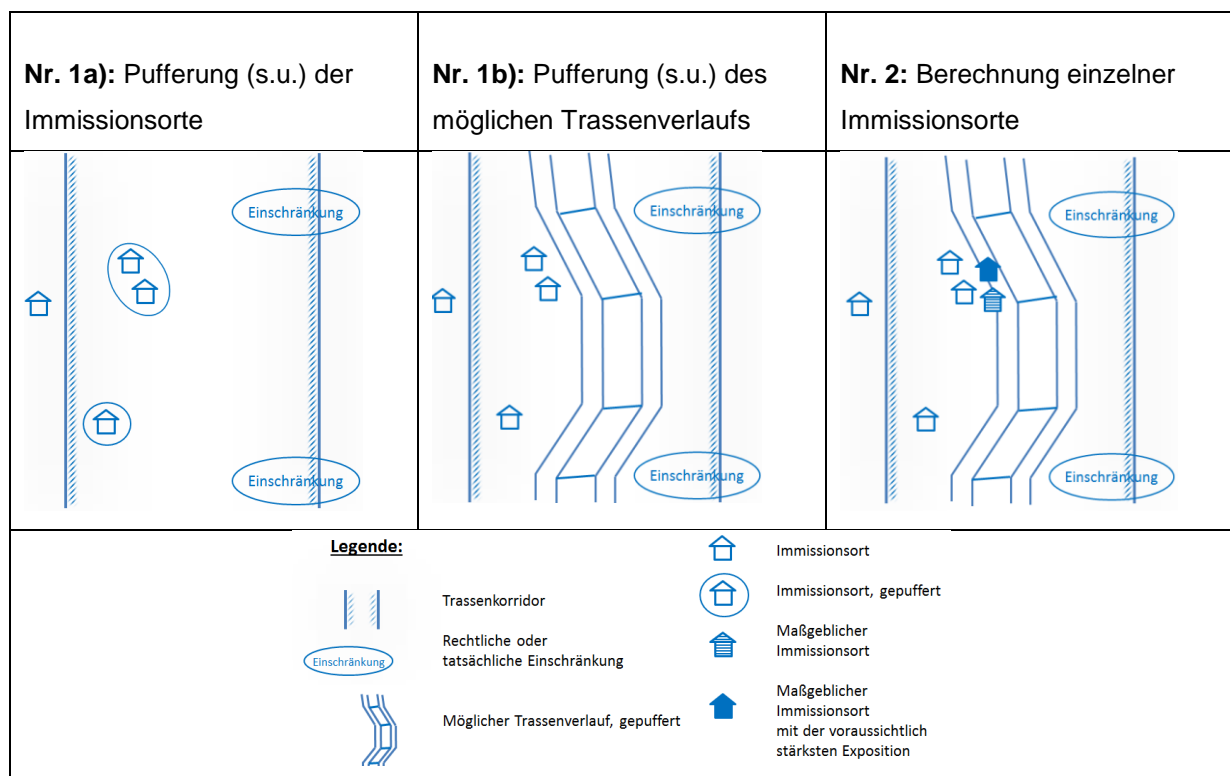 Nr. 1a): Pufferung (s.u.) der
Immissionsorte
Nr. 1b): Pufferung (s.u.) des
möglichen Trassenverlaufs
Nr. 2: Berechnung einzelner
Immissionsorte
Einschränkung
Einschränkung
Einschränkung
Einschränkung
Einschränkung
Einschränkung
Legende:
Trassenkorridor
Einschränkung
Rechtliche oder
tatsächliche Einschränkung
Möglicher Trassenverlauf, gepuffert
Immissionsort
Immissionsort, gepuffert
Maßgeblicher
Immissionsort
Maßgeblicher
Immissionsort
mit der voraussichtlich
stärksten Exposition